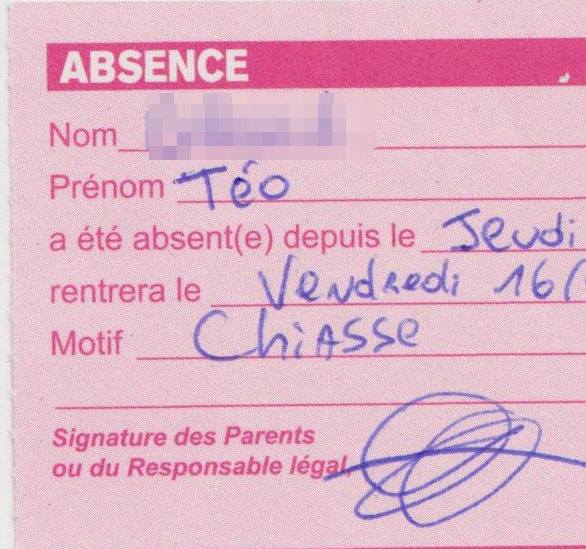 ABSENCE
Nom
Prénom Téo
a été absent(e) depuis le Jeudi
rentrera le Vendredi 16/
Motif Chiasse
Signature des Parents
ou du Responsable légal,